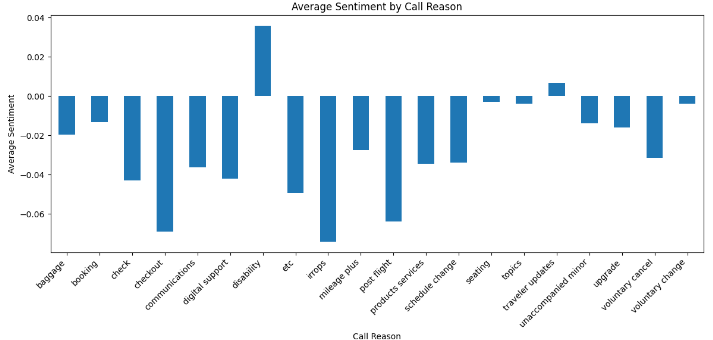 Average Sentiment by Call Reason
Average Sentiment
0.04
0.02
0.00
−0.02
−0.04
−0.06
baggage
booking
check
checkout
communications
digital support
disability
etc
irrops
mileage plus
post flight
products services
schedule change
seating
topics
traveler updates
unaccompanied minor
upgrade
voluntary cancel
voluntary change
Call Reason